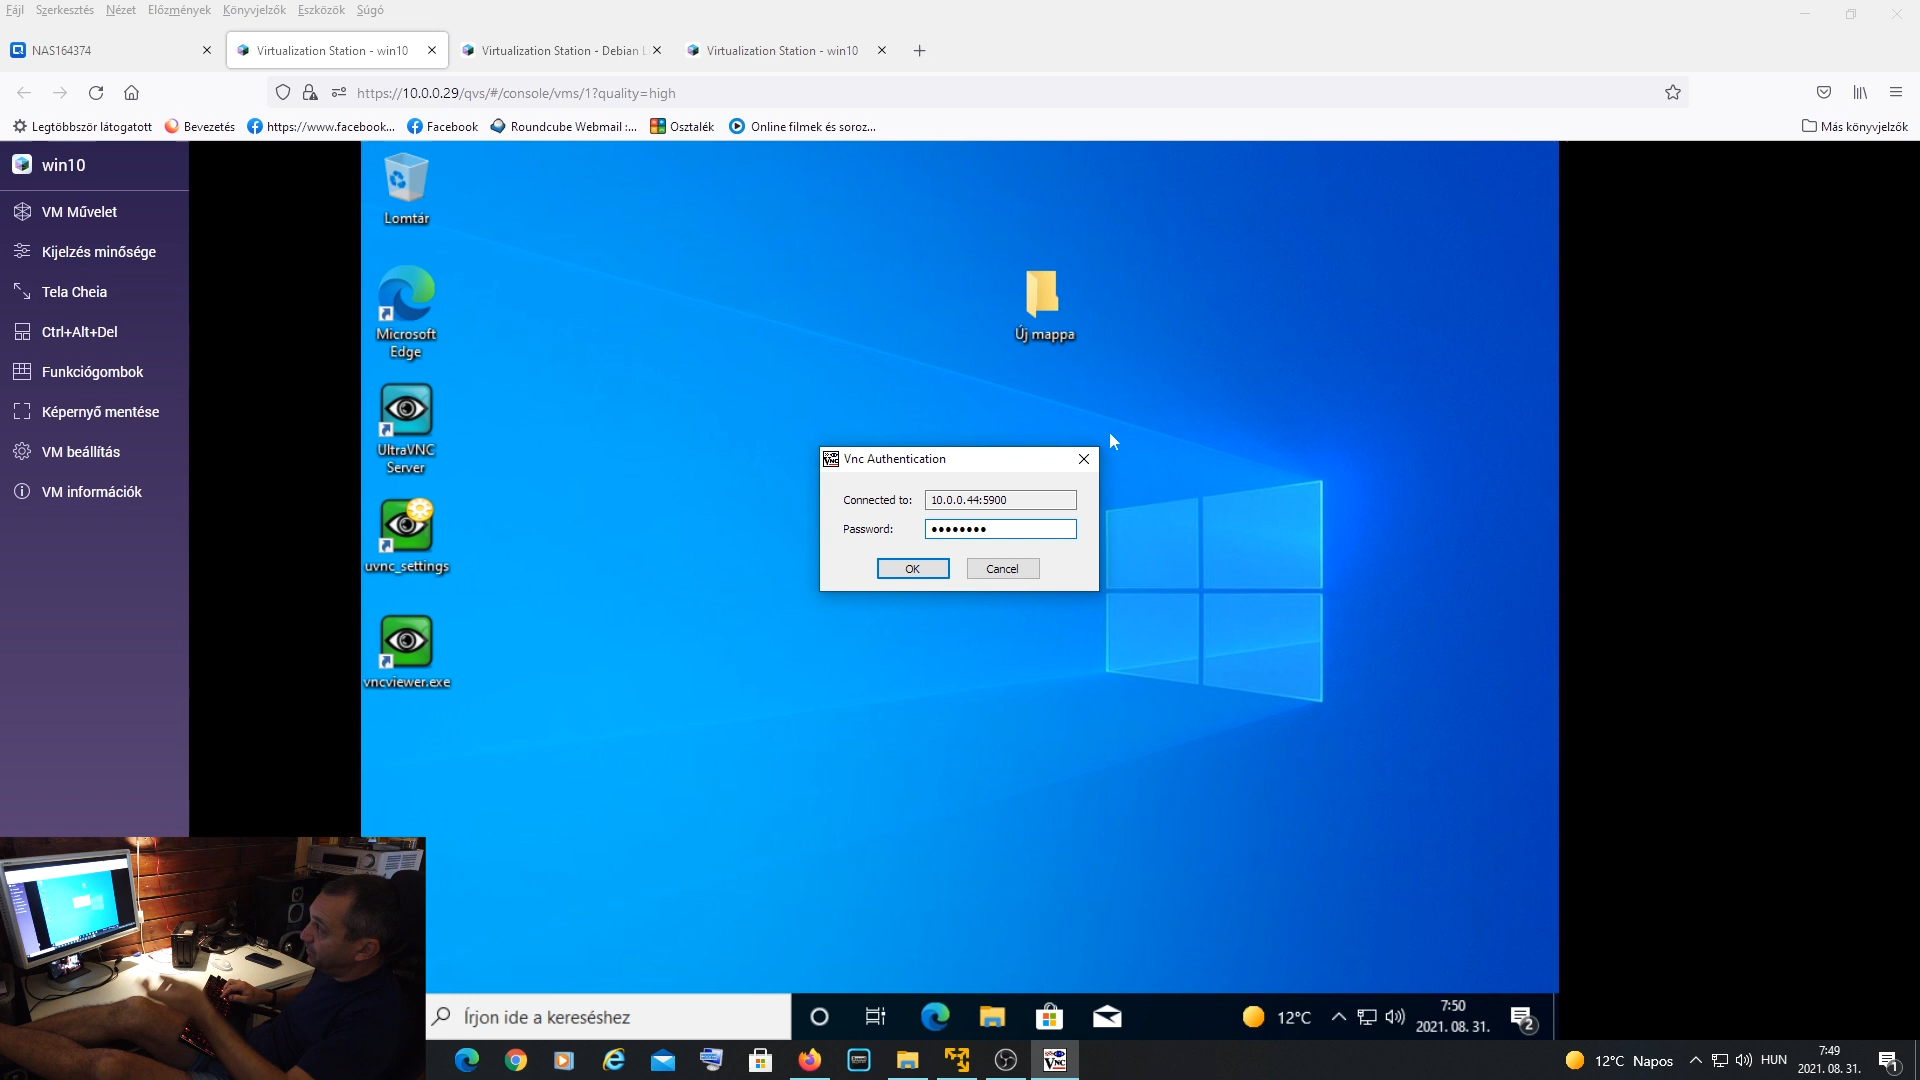 Fájl Szerkesztés Nézet Előzmények Könyvjelzők Eszközök Súgó
NAS164374
Virtualization Station - win10
Virtualization Station - Debian
Virtualization Station - win10
https://10.0.0.29/qvs/#/console/vms/1?quality=high
Legtöbbször látogatott
Bevezetés
https://www.facebook...
Facebook
Roundcube Webmail :...
Osztalék
Online filmek és soroz...
Más könyvjelzők
win10
VM Művelet
Kijelzés minősége
Tela Cheia
Ctrl+Alt+Del
Funkciógombok
Képernyő mentése
VM beállítás
VM információk
Lomtár
Microsoft
Edge
UltraVNC
Server
uvnc_settings
vncviewer.exe
Új mappa
Vnc Authentication
Connected to: 10.0.0.44:5900
Password: ••••••••
OK Cancel
Írjon ide a kereséshez
12°C
7:50
2021. 08. 31.
2
12°C Napos
HUN
7:49
2021. 08. 31.
1